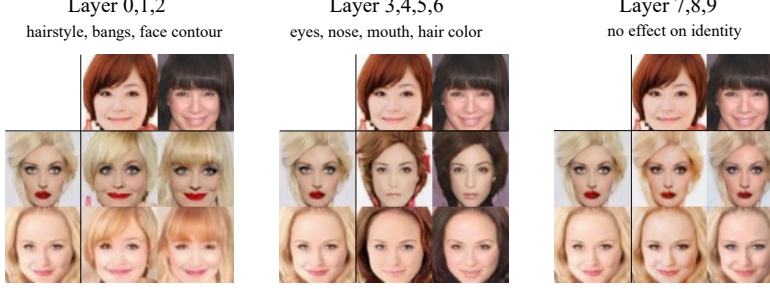 Layer 0,1,2
Layer 3,4,5,6
Layer 7,8,9
hairstyle, bangs, face contour
eyes, nose, mouth, hair color
no effect on identity